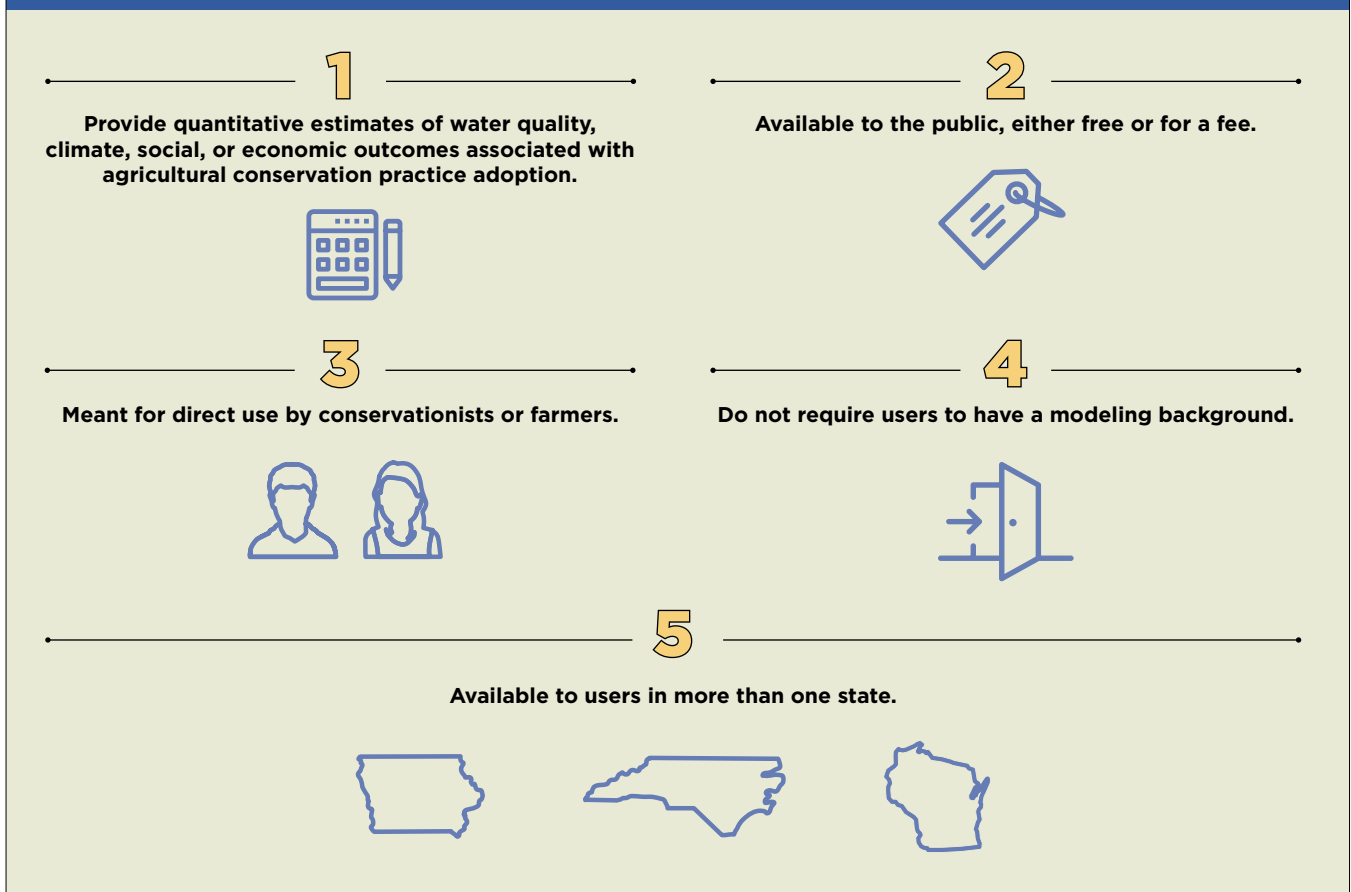 1
Provide quantitative estimates of water quality,
climate, social, or economic outcomes associated with
agricultural conservation practice adoption.
2
Available to the public, either free or for a fee.
3
Meant for direct use by conservationists or farmers.
4
Do not require users to have a modeling background.
5
Available to users in more than one state.